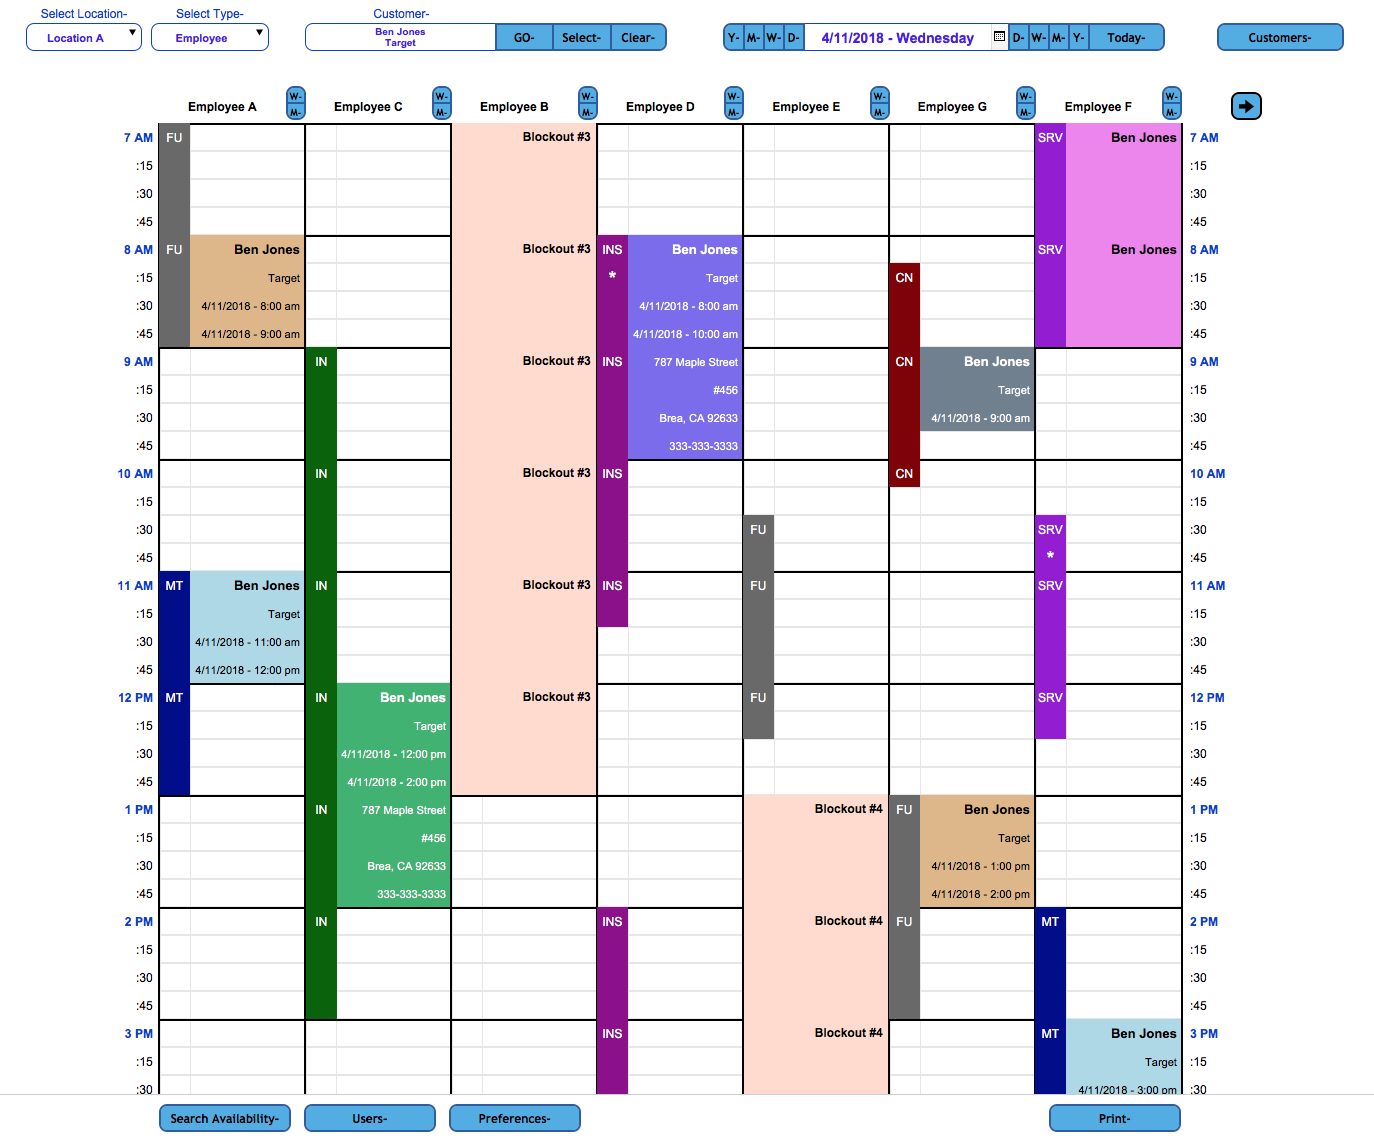 Select Location- Select Type- Customer-
Location A ▼ Employee ▼ Ben Jones
Target GO- Select- Clear- Y- M- W- D- 4/11/2018 - Wednesday D- W- M- Y- Today- Customers-
Employee A W- M- Employee C W- M- Employee B W- M- Employee D W- M- Employee E W- M- Employee G W- M- Employee F W- M-
7 AM FU Blockout #3 SRV Ben Jones 7 AM
:15 :15
:30 :30
:45 :45
8 AM FU Ben Jones Blockout #3 INS Ben Jones SRV Ben Jones 8 AM
:15 Target * Target CN :15
:30 4/11/2018 - 8:00 am 4/11/2018 - 8:00 am :30
:45 4/11/2018 - 9:00 am 4/11/2018 - 10:00 am :45
9 AM IN Blockout #3 INS 787 Maple Street CN Ben Jones 9 AM
:15 #456 Target :15
:30 Brea, CA 92633 4/11/2018 - 9:00 am :30
:45 333-333-3333 :45
10 AM IN Blockout #3 INS CN 10 AM
:15 :15
:30 FU SRV :30
:45 * :45
11 AM MT Ben Jones IN Blockout #3 INS FU SRV 11 AM
:15 Target :15
:30 4/11/2018 - 11:00 am :30
:45 4/11/2018 - 12:00 pm :45
12 PM MT IN Ben Jones Blockout #3 FU SRV 12 PM
:15 Target :15
:30 4/11/2018 - 12:00 pm :30
:45 4/11/2018 - 2:00 pm :45
1 PM IN 787 Maple Street Blockout #4 FU Ben Jones 1 PM
:15 #456 Target :15
:30 Brea, CA 92633 4/11/2018 - 1:00 pm :30
:45 333-333-3333 4/11/2018 - 2:00 pm :45
2 PM IN INS Blockout #4 FU MT 2 PM
:15 :15
:30 :30
:45 :45
3 PM INS Blockout #4 MT Ben Jones 3 PM
:15 Target :15
:30 4/11/2018 - 3:00 pm :30
Search Availability- Users- Preferences- Print-